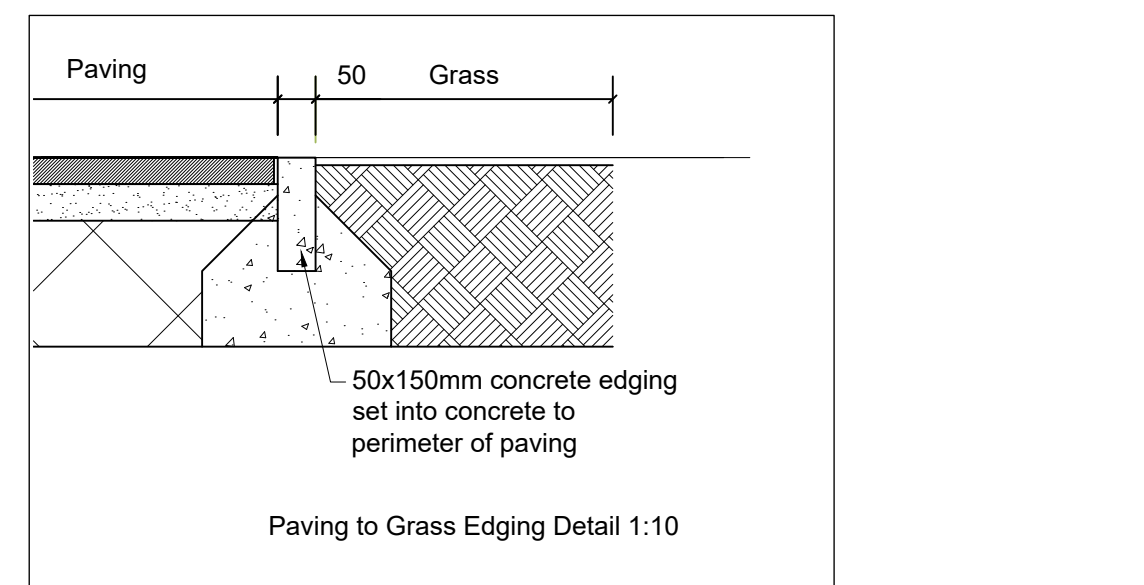 Paving
50
Grass
50x150mm concrete edging
set into concrete to
perimeter of paving
Paving to Grass Edging Detail 1:10